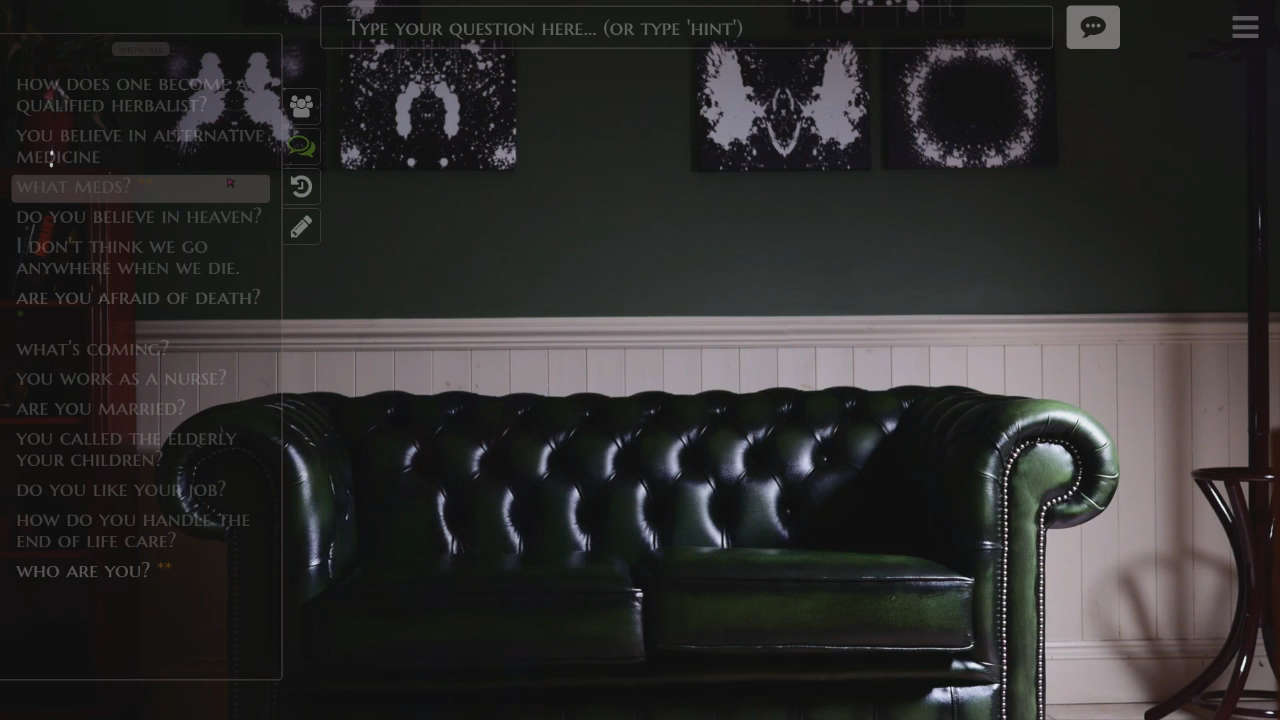 Type your question here... (or type 'hint')
SHOW ALL
HOW DOES ONE BECOME A
QUALIFIED HERBALIST?
YOU BELIEVE IN ALTERNATIVE
MEDICINE
WHAT MEDS? **
DO YOU BELIEVE IN HEAVEN?
I DON'T THINK WE GO
ANYWHERE WHEN WE DIE.
ARE YOU AFRAID OF DEATH?
*
WHAT'S COMING?
YOU WORK AS A NURSE?
ARE YOU MARRIED?
YOU CALLED THE ELDERLY
YOUR CHILDREN?
DO YOU LIKE YOUR JOB?
HOW DO YOU HANDLE THE
END OF LIFE CARE?
WHO ARE YOU? **